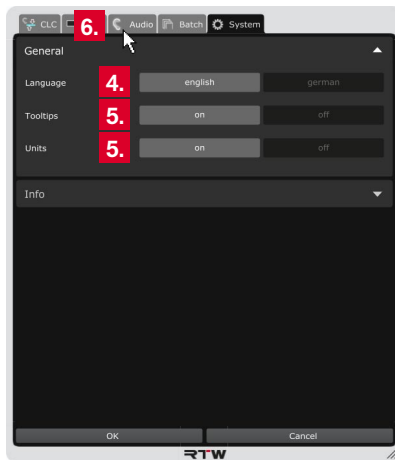 CLC 6. Audio Batch System
General
Language 4. english german
Tooltips 5. on off
Units 5. on off
Info
OK Cancel
RTW